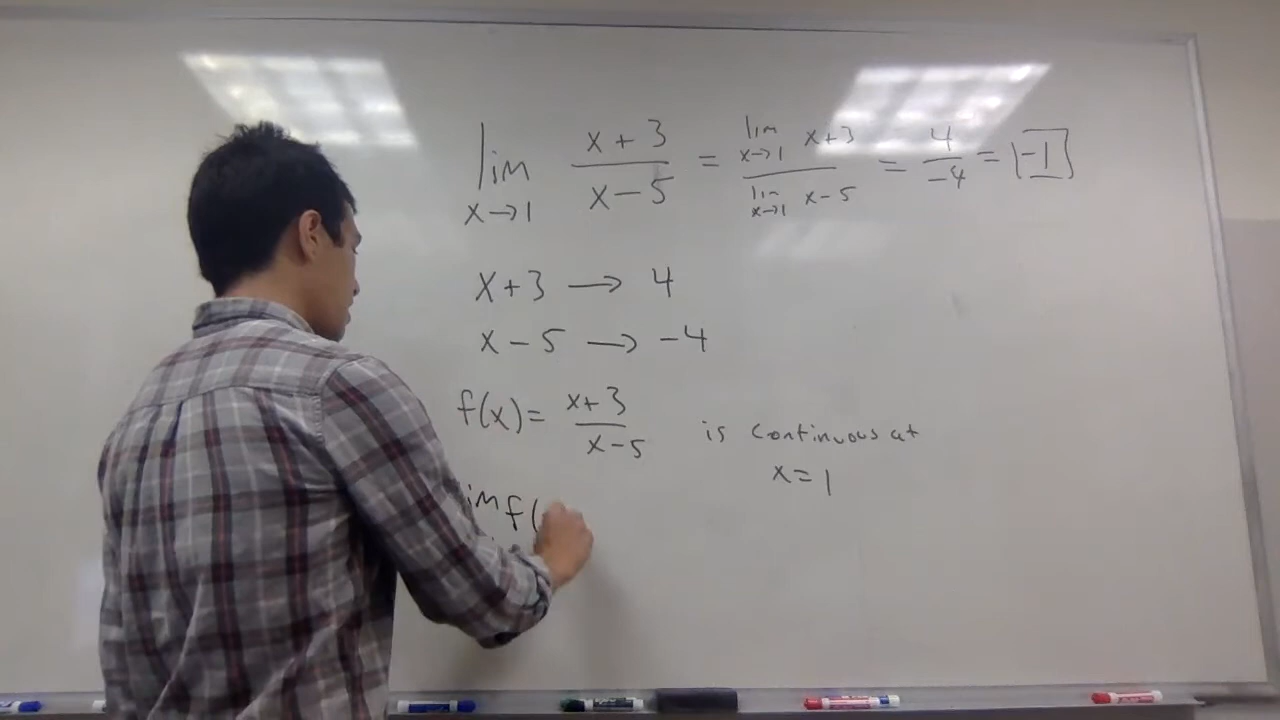 lim x→1 x+3 / x-5 = lim x→1 x+3 / lim x→1 x-5 = 4 / -4 = -1
x+3 → 4
x-5 → -4
f(x) = x+3 / x-5 is continuous at
x=1
im f(